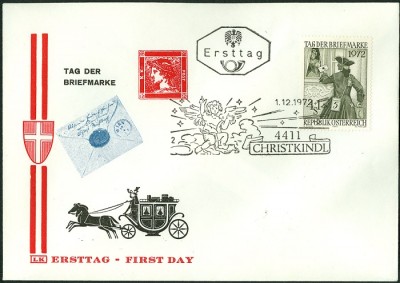 Ersttag
TAG DER
BRIEFMARKE
TAG DER BRIEFMARKE
1972
1.12.1972
4411
CHRISTKINDL
REPUBLIK ÖSTERREICH
2
LK ERSTTAG - FIRST DAY